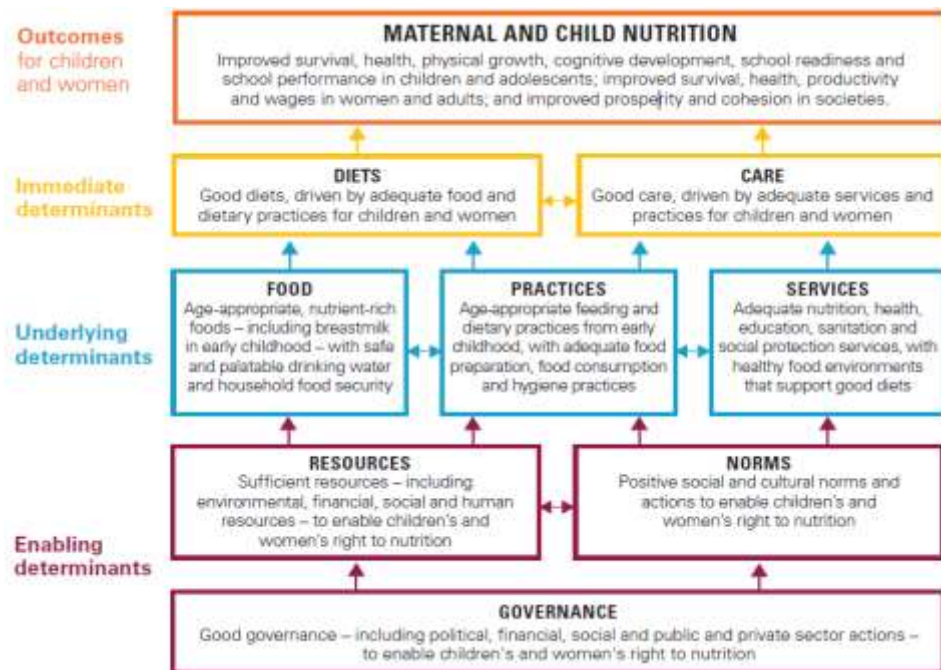 Outcomes
for children
and women
MATERNAL AND CHILD NUTRITION
Improved survival, health, physical growth, cognitive development, school readiness and
school performance in children and adolescents; improved survival, health, productivity
and wages in women and adults; and improved prosperity and cohesion in societies.
Immediate
determinants
DIETS
Good diets, driven by adequate food and
dietary practices for children and women
CARE
Good care, driven by adequate services and
practices for children and women
Underlying
determinants
FOOD
Age-appropriate, nutrient-rich
foods – including breastmilk
in early childhood – with safe
and palatable drinking water
and household food security
PRACTICES
Age-appropriate feeding and
dietary practices from early
childhood, with adequate food
preparation, food consumption
and hygiene practices
SERVICES
Adequate nutrition, health,
education, sanitation and
social protection services, with
healthy food environments
that support good diets
Enabling
determinants
RESOURCES
Sufficient resources – including
environmental, financial, social and human
resources – to enable children's and
women's right to nutrition
NORMS
Positive social and cultural norms and
actions to enable children's and
women's right to nutrition
GOVERNANCE
Good governance – including political, financial, social and public and private sector actions –
to enable children's and women's right to nutrition